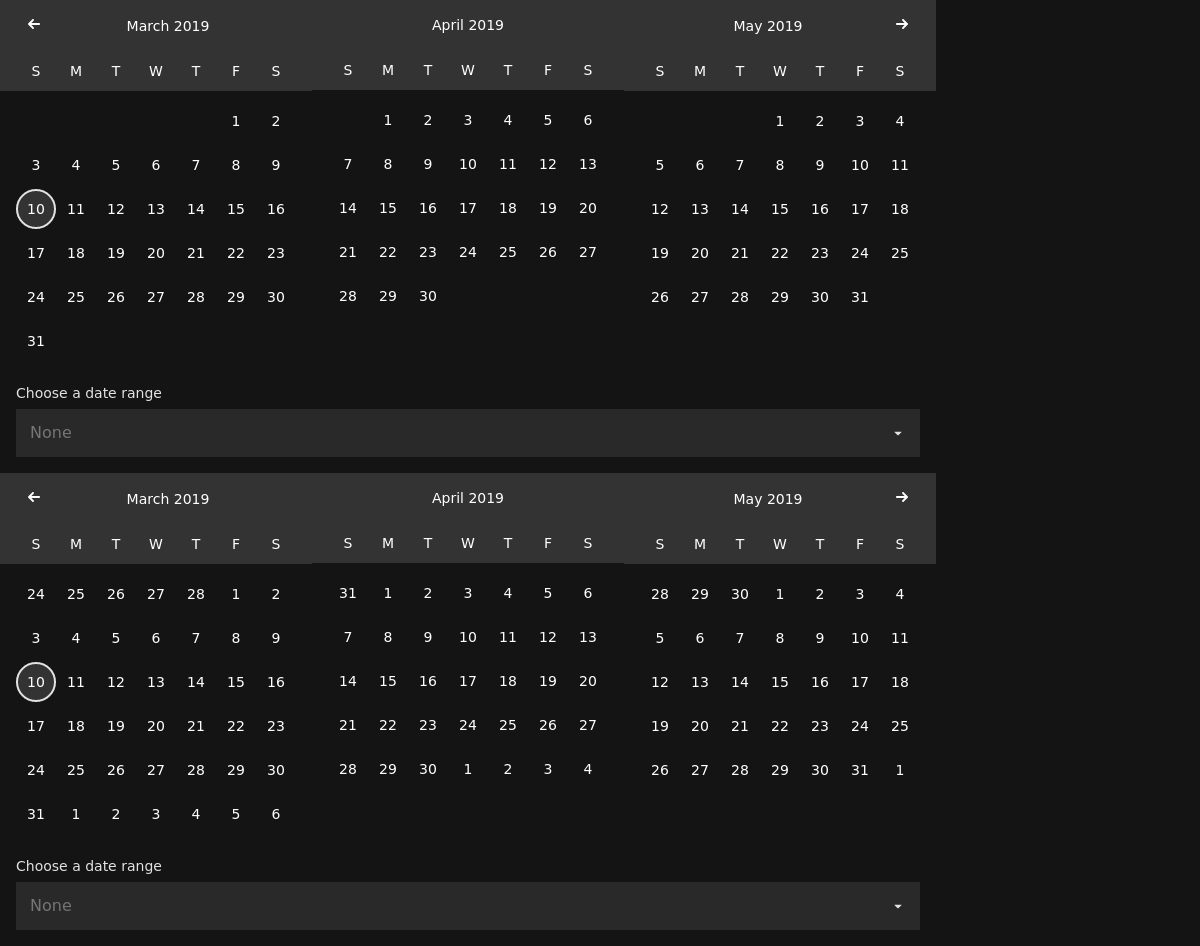 March 2019 April 2019 May 2019
S M T W T F S S M T W T F S S M T W T F S
1 2 1 2 3 4 5 6 1 2 3 4
3 4 5 6 7 8 9 7 8 9 10 11 12 13 5 6 7 8 9 10 11
10 11 12 13 14 15 16 14 15 16 17 18 19 20 12 13 14 15 16 17 18
17 18 19 20 21 22 23 21 22 23 24 25 26 27 19 20 21 22 23 24 25
24 25 26 27 28 29 30 28 29 30 26 27 28 29 30 31
31
Choose a date range
None
March 2019 April 2019 May 2019
S M T W T F S S M T W T F S S M T W T F S
24 25 26 27 28 1 2 31 1 2 3 4 5 6 28 29 30 1 2 3 4
3 4 5 6 7 8 9 7 8 9 10 11 12 13 5 6 7 8 9 10 11
10 11 12 13 14 15 16 14 15 16 17 18 19 20 12 13 14 15 16 17 18
17 18 19 20 21 22 23 21 22 23 24 25 26 27 19 20 21 22 23 24 25
24 25 26 27 28 29 30 28 29 30 1 2 3 4 26 27 28 29 30 31 1
31 1 2 3 4 5 6
Choose a date range
None